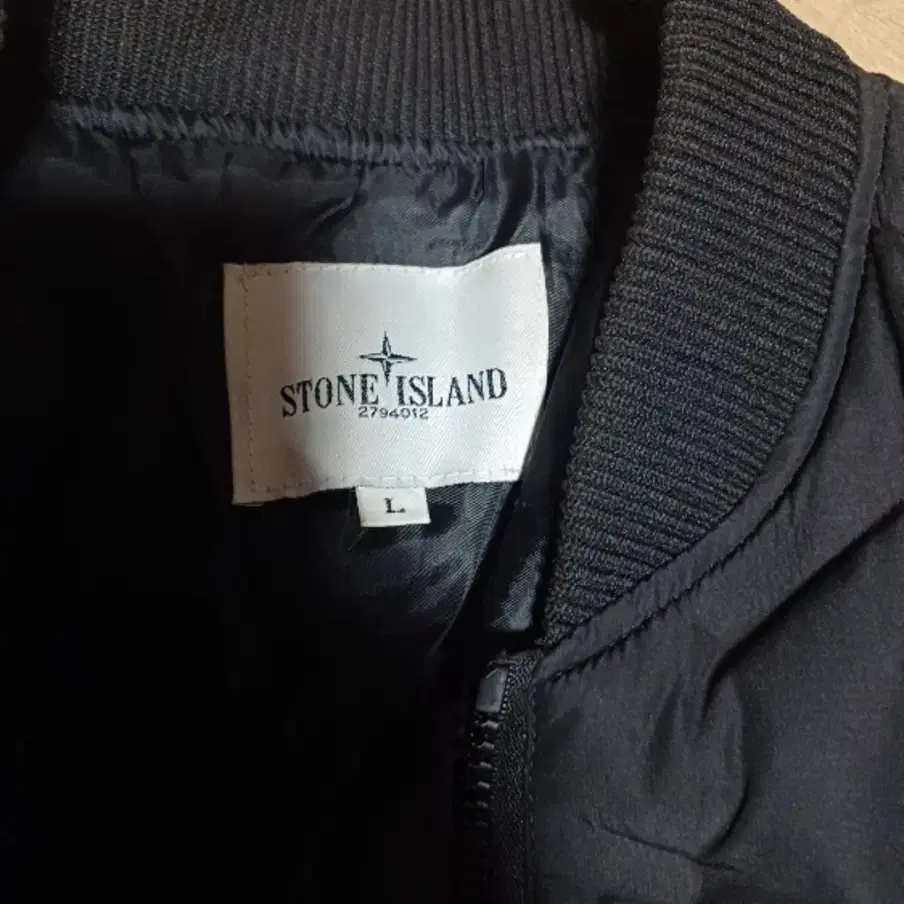 STONE ISLAND
2794012
L